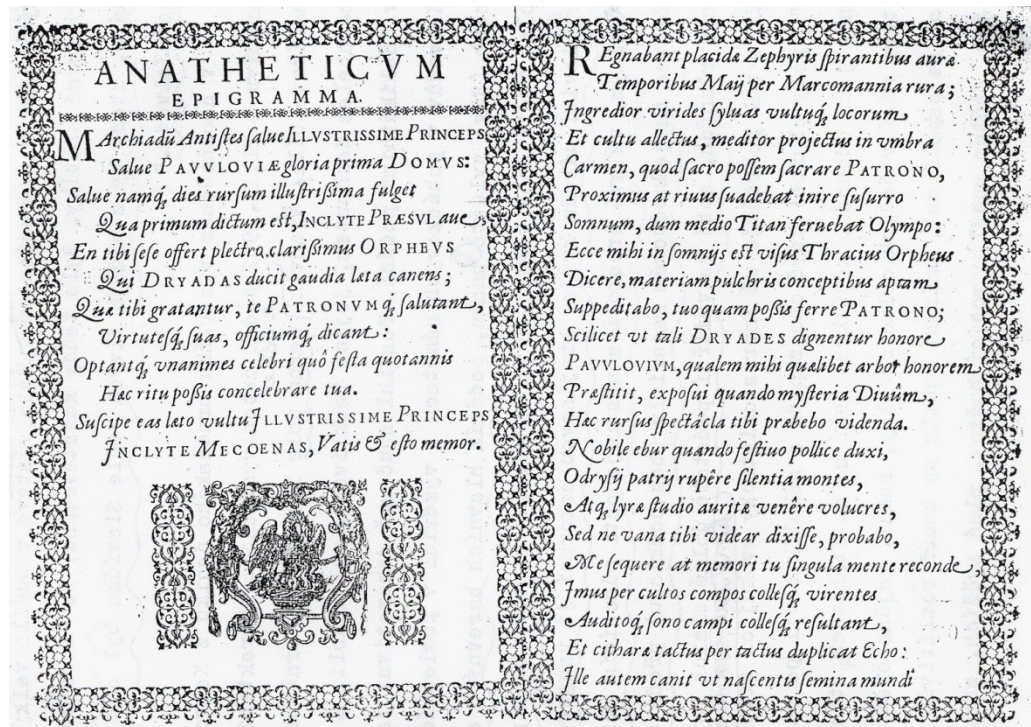 ANATHETICVM
EPIGRAMMA.
MArchiadũ Antiſtes ſalue ILLVSTRISSIME PRINCEPS
Salue PAVVLOVIÆ gloria prima DOMVS:
Salue namq́; dies rurſum illuſtriſsima fulget
Qua primum dictum eſt, INCLYTE PRÆSVL aue,
En tibi ſeſe offert plectro clariſsimus ORPHEVS
Qui DRYADAS ducit gaudia læta canens;
Quæ tibi gratantur, te PATRONVMq́; ſalutant,
Virtuteſq́; ſuas, officiumq́; dicant:
Optantq́; vnanimes celebri quô feſta quotannis
Hac ritu poſsis concelebrare tua.
Suſcipe eas læto vultu JLLVSTRISSIME PRINCEPS
JNCLYTE MECOENAS, Vatis & eſto memor.
REgnabant placidæ Zephyris ſpirantibus auræ
Temporibus Maij per Marcomannia rura;
Jngredior virides ſyluas vultuq́; locorum
Et cultu allectus, meditor projectus in vmbra
Carmen, quod ſacro poſſem ſacrare PATRONO,
Proximus at riuus ſuadebat inire ſuſurro
Somnum, dum medio Titan feruebat Olympo:
Ecce mihi in ſomnijs eſt viſus Thracius Orpheus
Dicere, materiam pulchris conceptibus aptam
Suppeditabo, tuo quam poſsis ferre PATRONO;
Scilicet vt tali DRYADES dignentur honore
PAVVLOVIVM, qualem mihi quælibet arbot honorem
Præſtitit, expoſui quando myſteria Diuûm,
Hæc rurſus ſpectácla tibi præbebo videnda.
Nobile ebur quando feſtiuo pollice duxi,
Odryſij patrij rupêre ſilentia montes,
Atq́; lyræ ſtudio auritæ venêre volucres,
Sed ne vana tibi videar dixiſſe, probabo,
Me ſequere at memori tu ſingula mente reconde,
Jmus per cultos compos colleſq́; virentes
Auditoq́; ſono campi colleſq́; reſultant,
Et citharæ tactus per tactus duplicat Echo:
Jlle autem canit vt naſcentis ſemina mundi